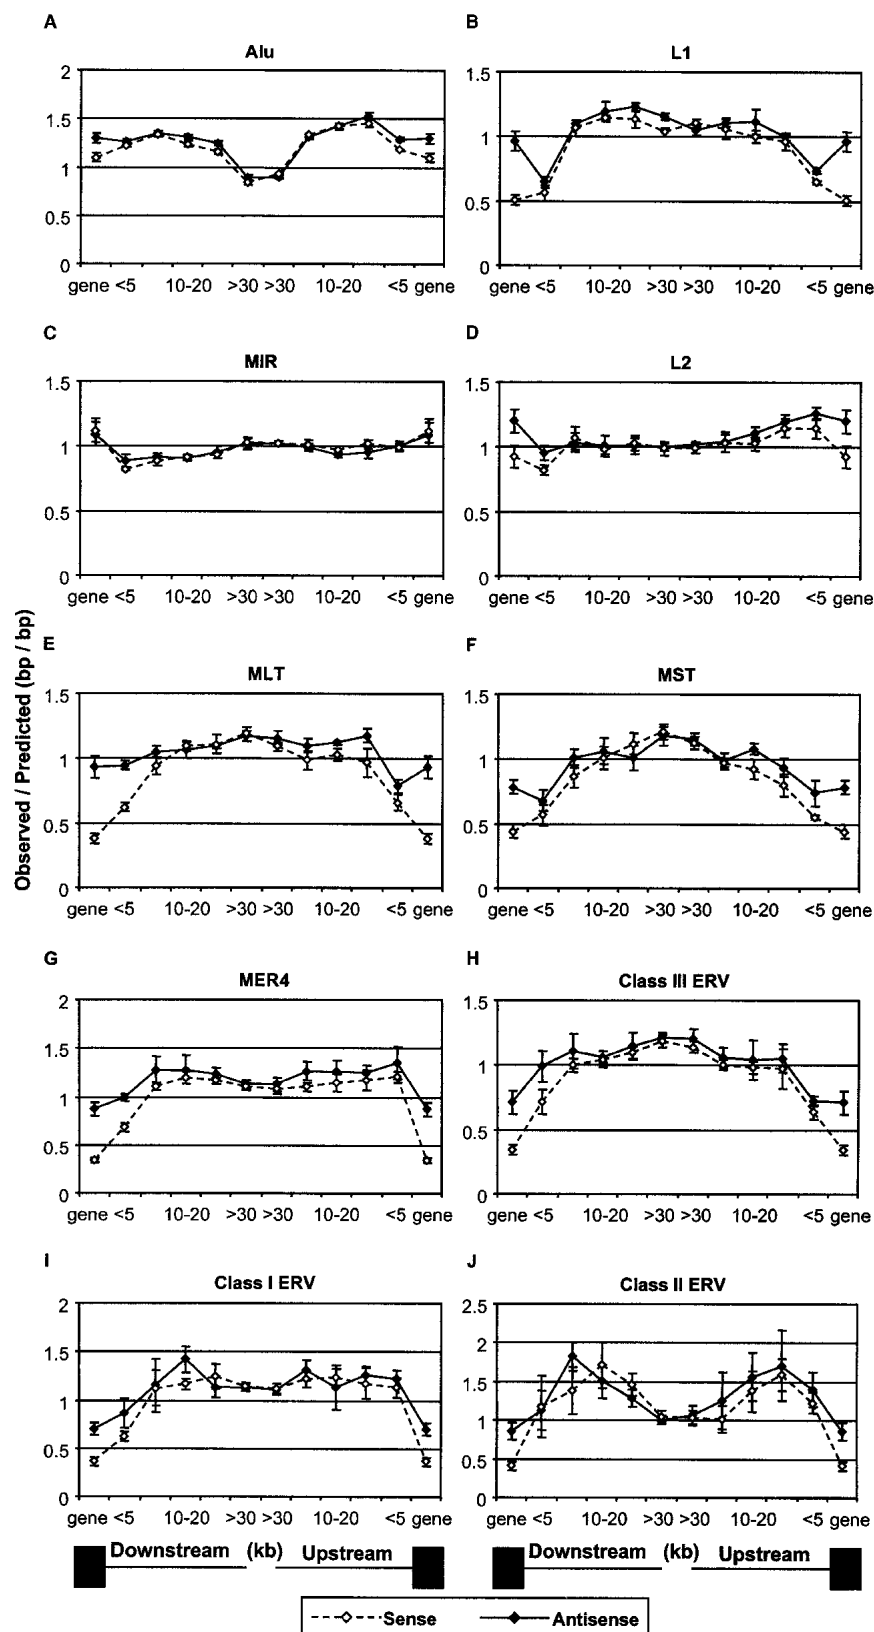 A
Alu
2
1.5
1
0.5
0
gene <5 10-20 >30 >30 10-20 <5 gene
B
L1
1.5
1
0.5
0
gene <5 10-20 >30 >30 10-20 <5 gene
C
MIR
1.5
1
0.5
0
gene <5 10-20 >30 >30 10-20 <5 gene
D
L2
1.5
1
0.5
0
gene <5 10-20 >30 >30 10-20 <5 gene
Observed / Predicted (bp / bp)
E
MLT
1.5
1
0.5
0
gene <5 10-20 >30 >30 10-20 <5 gene
F
MST
1.5
1
0.5
0
gene <5 10-20 >30 >30 10-20 <5 gene
G
MER4
2
1.5
1
0.5
0
gene <5 10-20 >30 >30 10-20 <5 gene
H
Class III ERV
1.5
1
0.5
0
gene <5 10-20 >30 >30 10-20 <5 gene
I
Class I ERV
2
1.5
1
0.5
0
gene <5 10-20 >30 >30 10-20 <5 gene
J
Class II ERV
2.5
2
1.5
1
0.5
0
gene <5 10-20 >30 >30 10-20 <5 gene
Downstream (kb) Upstream
Downstream (kb) Upstream
Sense
Antisense